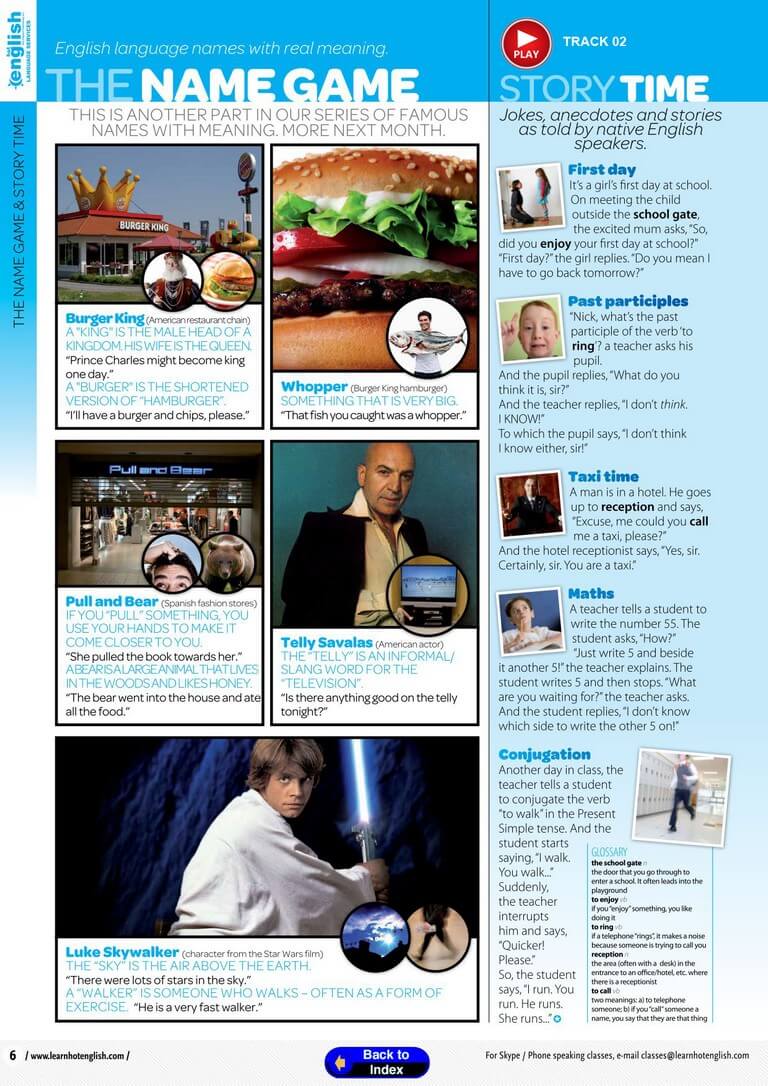 hot
english
LANGUAGE SERVICES
THE NAME GAME & STORY TIME
English language names with real meaning.
THE NAME GAME
THIS IS ANOTHER PART IN OUR SERIES OF FAMOUS
NAMES WITH MEANING. MORE NEXT MONTH.
BURGER KING
Burger King (American restaurant chain)
A "KING" IS THE MALE HEAD OF A
KINGDOM. HIS WIFE IS THE QUEEN.
“Prince Charles might become king
one day.”
A "BURGER" IS THE SHORTENED
VERSION OF “HAMBURGER”.
“I’ll have a burger and chips, please.”
Whopper (Burger King hamburger)
SOMETHING THAT IS VERY BIG.
“That fish you caught was a whopper.”
Pull and Bear
Pull and Bear (Spanish fashion stores)
IF YOU “PULL” SOMETHING, YOU
USE YOUR HANDS TO MAKE IT
COME CLOSER TO YOU.
“She pulled the book towards her.”
A BEAR IS A LARGE ANIMAL THAT LIVES
IN THE WOODS AND LIKES HONEY.
“The bear went into the house and ate
all the food.”
Telly Savalas (American actor)
THE “TELLY” IS AN INFORMAL/
SLANG WORD FOR THE
“TELEVISION”.
“Is there anything good on the telly
tonight?”
Luke Skywalker (character from the Star Wars film)
THE “SKY” IS THE AIR ABOVE THE EARTH.
“There were lots of stars in the sky.”
A “WALKER” IS SOMEONE WHO WALKS – OFTEN AS A FORM OF
EXERCISE. “He is a very fast walker.”
PLAY
TRACK 02
STORY TIME
Jokes, anecdotes and stories
as told by native English
speakers.
First day
It’s a girl’s first day at school.
On meeting the child
outside the school gate,
the excited mum asks, “So,
did you enjoy your first day at school?”
“First day?” the girl replies. “Do you mean I
have to go back tomorrow?”
Past participles
“Nick, what’s the past
participle of the verb ‘to
ring’? a teacher asks his
pupil.
And the pupil replies, “What do you
think it is, sir?”
And the teacher replies, “I don’t think.
I KNOW!”
To which the pupil says, “I don’t think
I know either, sir!”
Taxi time
A man is in a hotel. He goes
up to reception and says,
“Excuse, me could you call
me a taxi, please?”
And the hotel receptionist says, “Yes, sir.
Certainly, sir. You are a taxi.”
Maths
A teacher tells a student to
write the number 55. The
student asks, “How?”
“Just write 5 and beside
it another 5!” the teacher explains. The
student writes 5 and then stops. “What
are you waiting for?” the teacher asks.
And the student replies, “I don’t know
which side to write the other 5 on!”
Conjugation
Another day in class, the
teacher tells a student
to conjugate the verb
“to walk” in the Present
Simple tense. And the
student starts
saying, “I walk.
You walk...”
Suddenly,
the teacher
interrupts
him and says,
“Quicker!
Please.”
So, the student
says, “I run. You
run. He runs.
She runs...”
GLOSSARY
the school gate n
the door that you go through to
enter a school. It often leads into the
playground
to enjoy vb
if you “enjoy” something, you like
doing it
to ring vb
if a telephone “rings”, it makes a noise
because someone is trying to call you
reception n
the area (often with a desk) in the
entrance to an office/hotel, etc. where
there is a receptionist
to call vb
two meanings: a) to telephone
someone; b) if you “call” someone a
name, you say that they are that thing
6 / www.learnhotenglish.com /
Back to
Index
For Skype / Phone speaking classes, e-mail classes@learnhotenglish.com